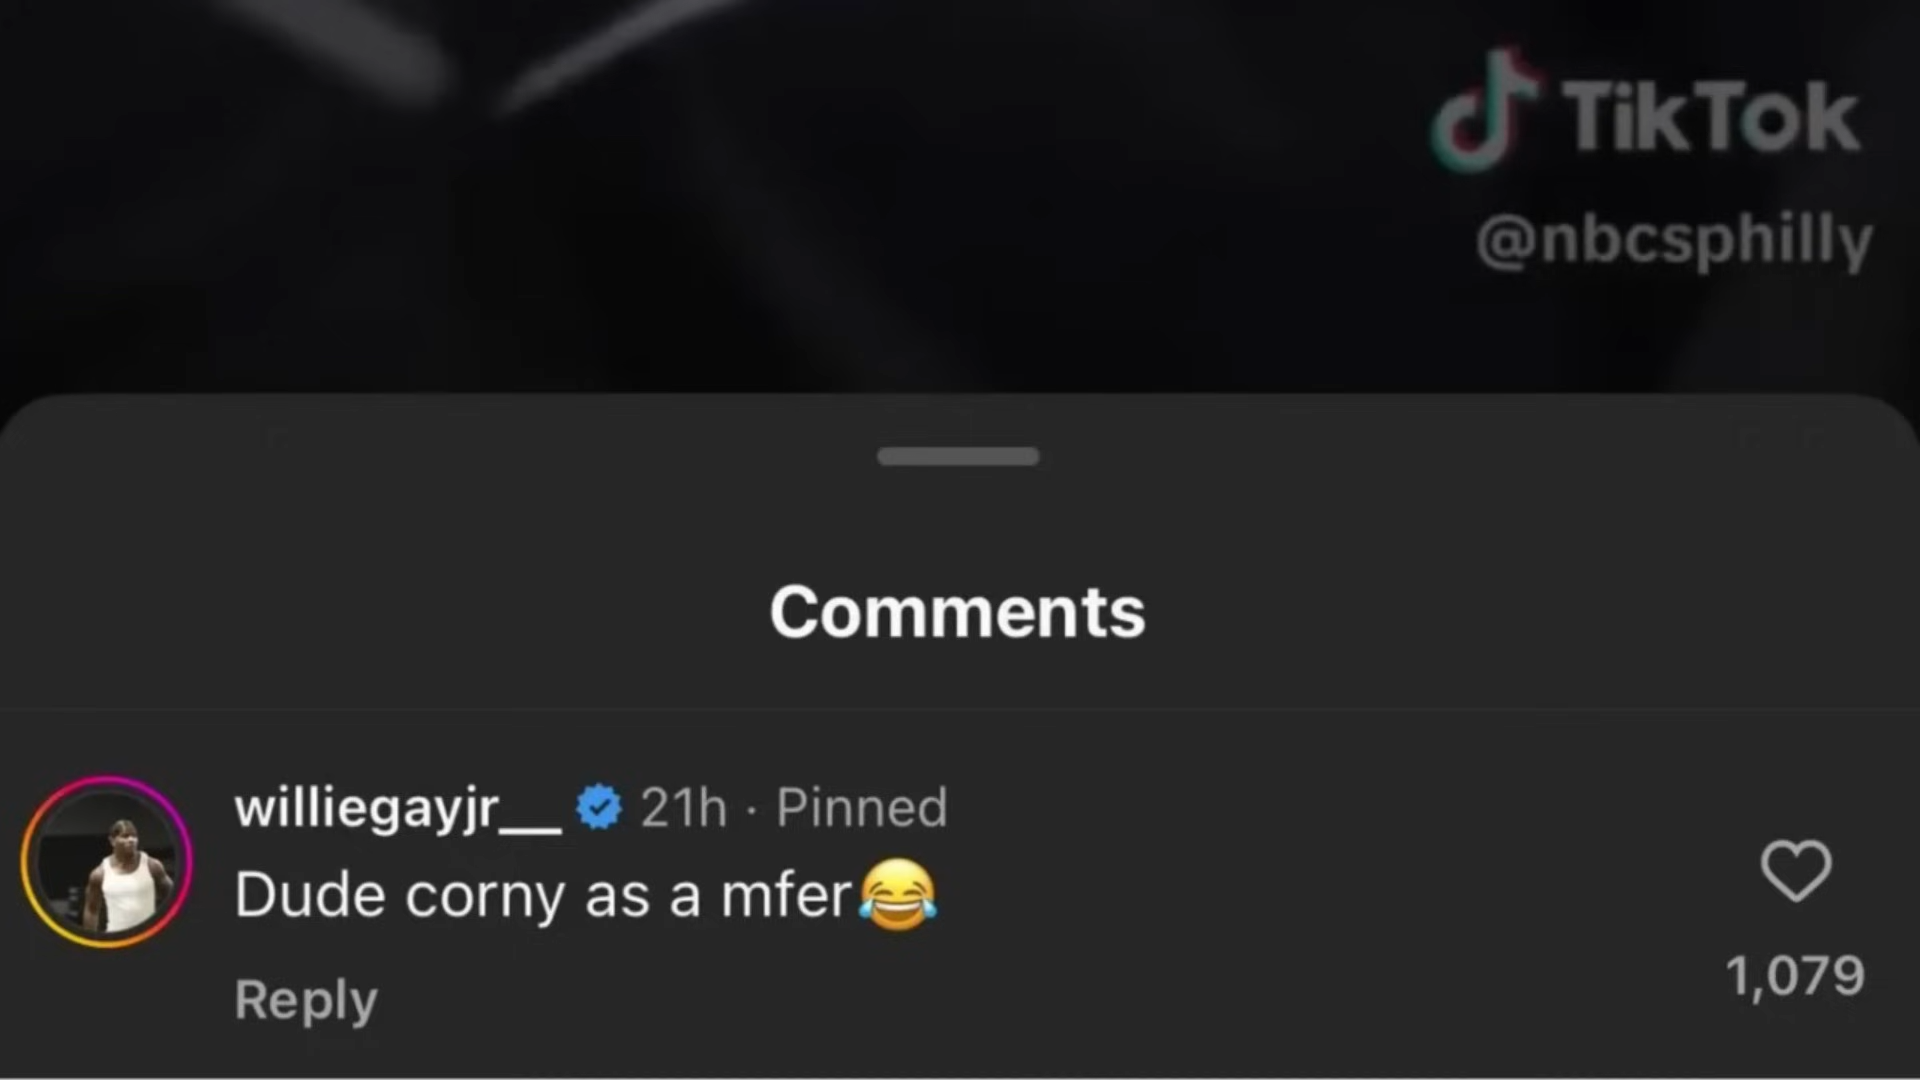 TikTok
@nbcsphilly
Comments
williegayjr__ 21h · Pinned
Dude corny as a mfer😂
Reply
1,079